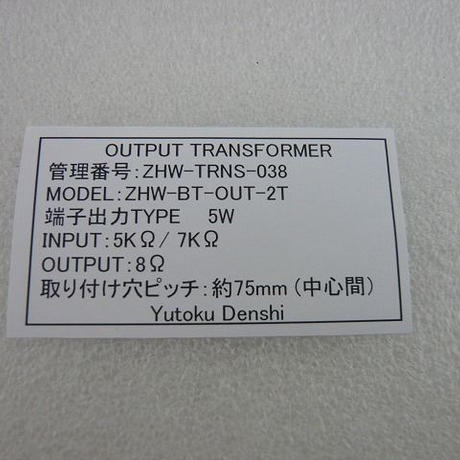 OUTPUT TRANSFORMER
管理番号:ZHW-TRNS-038
MODEL:ZHW-BT-OUT-2T
端子出力TYPE 5W
INPUT:5KΩ/ 7KΩ
OUTPUT:8Ω
取り付け穴ピッチ:約75mm (中心間)
Yutoku Denshi